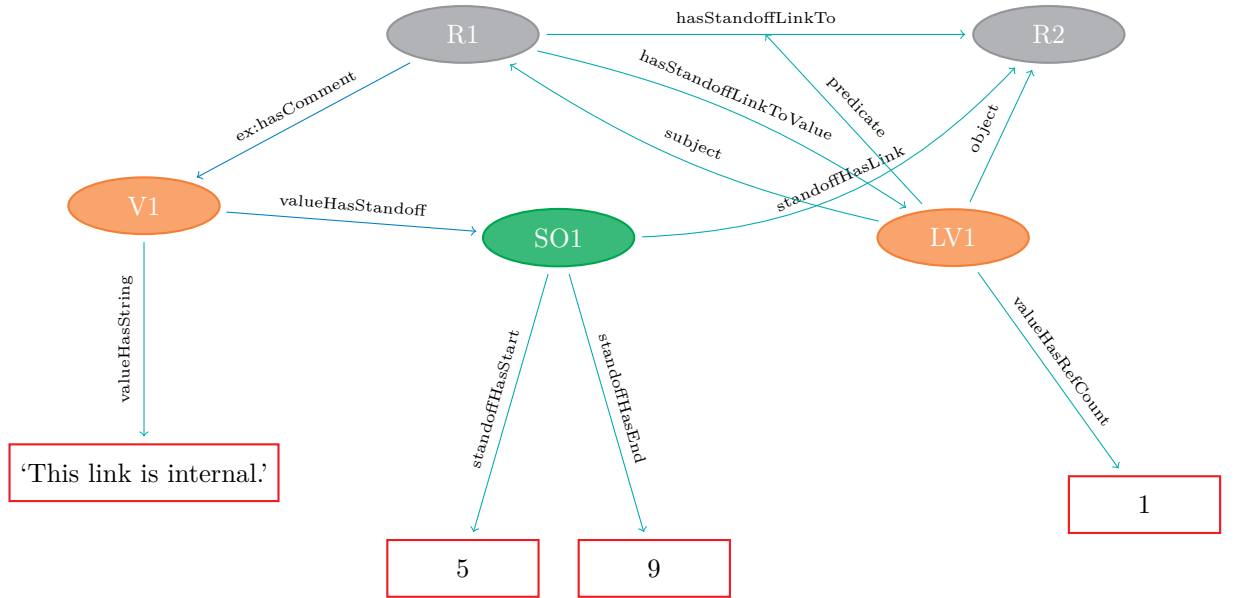 R1
hasStandoffLinkTo
R2
ex:hasComment
hasStandoffLinkToValue
predicate
subject
object
standoffHasLink
V1
valueHasStandoff
SO1
LV1
valueHasString
standoffHasStart
standoffHasEnd
valueHasRefCount
‘This link is internal.’
1
5
9